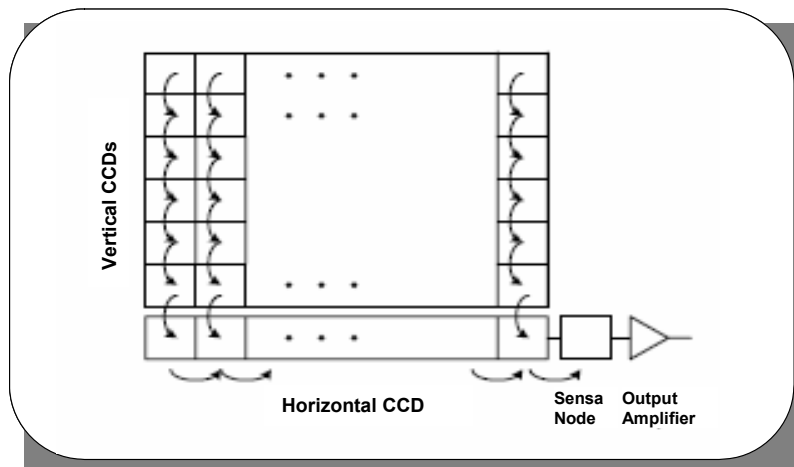 Vertical CCDs
Horizontal CCD
Sensa Output
Node Amplifier